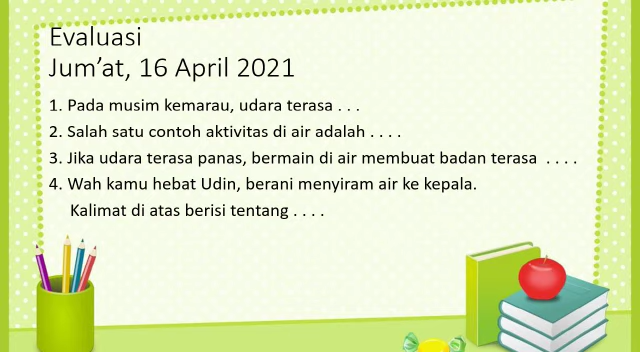 Evaluasi
Jum’at, 16 April 2021
1. Pada musim kemarau, udara terasa . . .
2. Salah satu contoh aktivitas di air adalah . . . .
3. Jika udara terasa panas, bermain di air membuat badan terasa . . . .
4. Wah kamu hebat Udin, berani menyiram air ke kepala.
Kalimat di atas berisi tentang . . . .